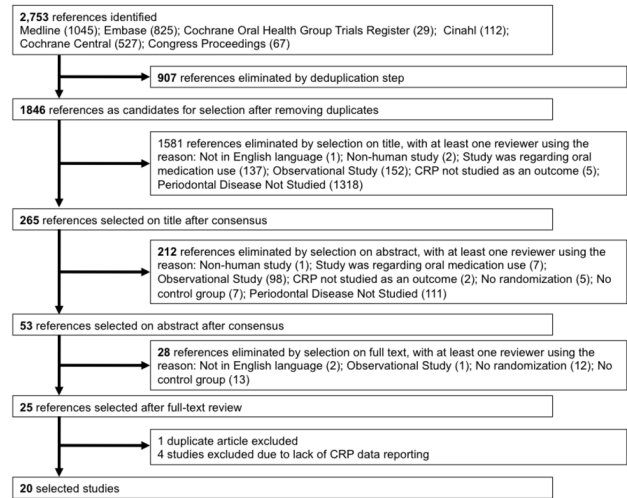 2,753 references identified
Medline (1045); Embase (825); Cochrane Oral Health Group Trials Register (29); Cinahl (112);
Cochrane Central (527); Congress Proceedings (67)
907 references eliminated by deduplication step
1846 references as candidates for selection after removing duplicates
1581 references eliminated by selection on title, with at least one reviewer using the
reason: Not in English language (1); Non-human study (2); Study was regarding oral
medication use (137); Observational Study (152); CRP not studied as an outcome (5);
Periodontal Disease Not Studied (1318)
265 references selected on title after consensus
212 references eliminated by selection on abstract, with at least one reviewer using the
reason: Non-human study (1); Study was regarding oral medication use (7);
Observational Study (98); CRP not studied as an outcome (2); No randomization (5); No
control group (7); Periodontal Disease Not Studied (111)
53 references selected on abstract after consensus
28 references eliminated by selection on full text, with at least one reviewer using the
reason: Not in English language (2); Observational Study (1); No randomization (12); No
control group (13)
25 references selected after full-text review
1 duplicate article excluded
4 studies excluded due to lack of CRP data reporting
20 selected studies